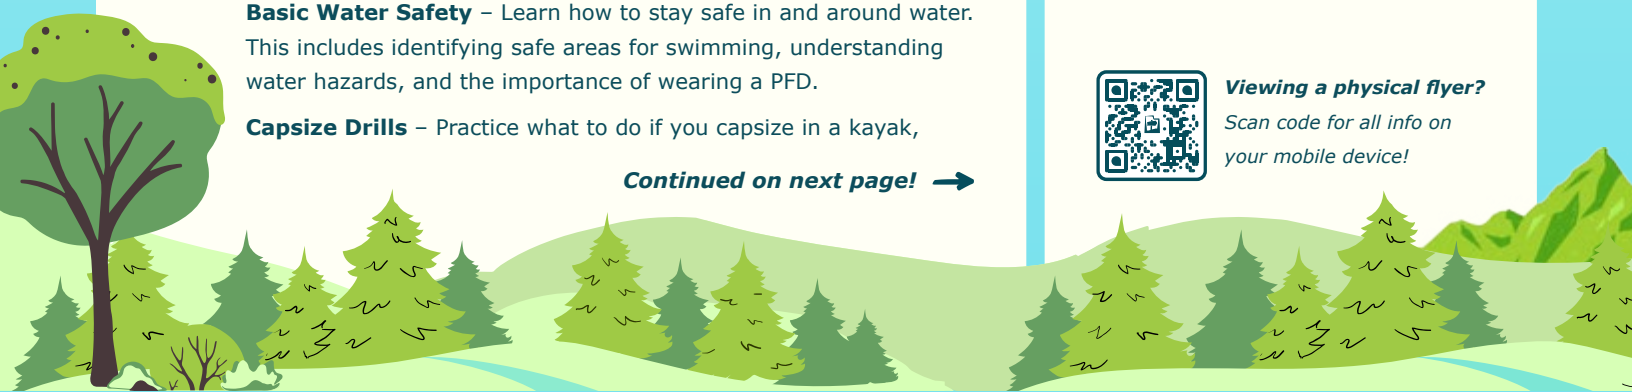 Basic Water Safety – Learn how to stay safe in and around water.
This includes identifying safe areas for swimming, understanding
water hazards, and the importance of wearing a PFD.
Capsize Drills – Practice what to do if you capsize in a kayak,
Continued on next page!
Viewing a physical flyer?
Scan code for all info on
your mobile device!